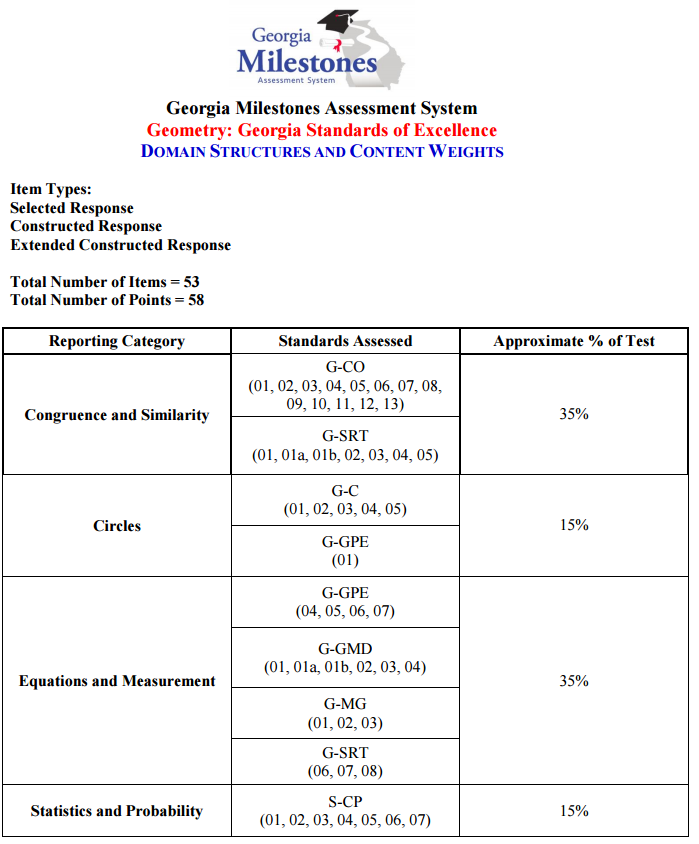 Georgia
Milestones
Assessment System
Georgia Milestones Assessment System
Geometry: Georgia Standards of Excellence
DOMAIN STRUCTURES AND CONTENT WEIGHTS
Item Types:
Selected Response
Constructed Response
Extended Constructed Response
Total Number of Items = 53
Total Number of Points = 58
Reporting Category Standards Assessed Approximate % of Test
Congruence and Similarity
G-CO
(01, 02, 03, 04, 05, 06, 07, 08,
09, 10, 11, 12, 13)
G-SRT
(01, 01a, 01b, 02, 03, 04, 05)
35%
Circles
G-C
(01, 02, 03, 04, 05)
G-GPE
(01)
15%
Equations and Measurement
G-GPE
(04, 05, 06, 07)
G-GMD
(01, 01a, 01b, 02, 03, 04)
G-MG
(01, 02, 03)
G-SRT
(06, 07, 08)
35%
Statistics and Probability
S-CP
(01, 02, 03, 04, 05, 06, 07)
15%